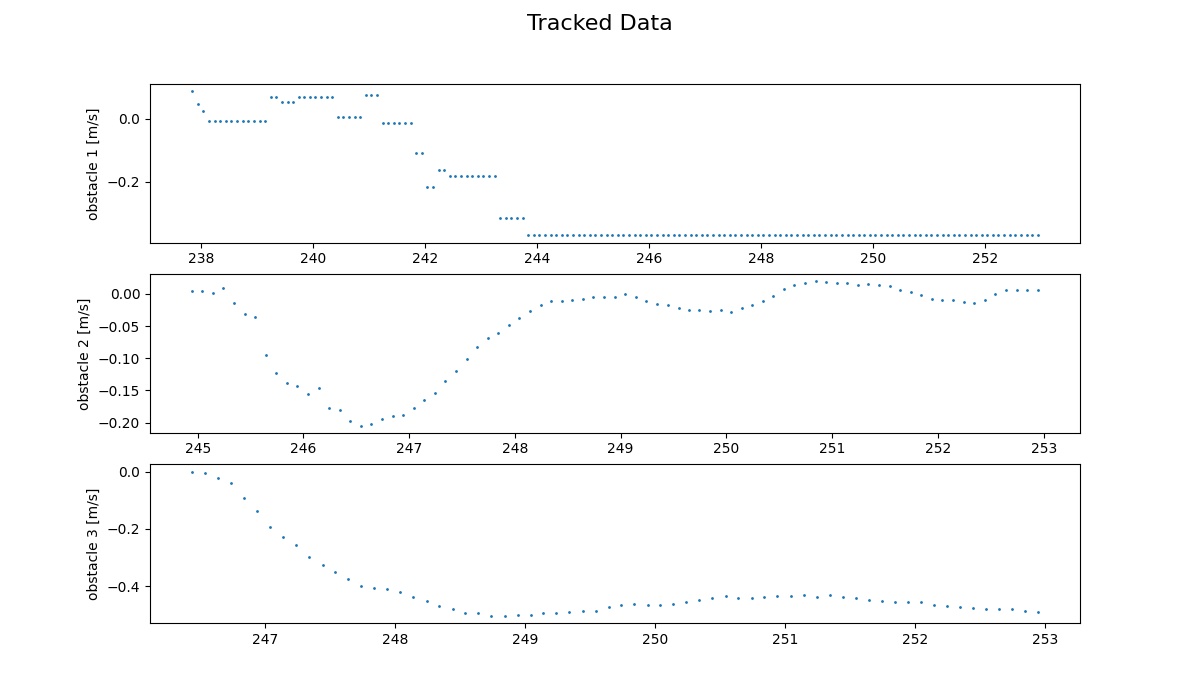 Tracked Data
obstacle 1 [m/s]
0.0
−0.2
238 240 242 244 246 248 250 252
obstacle 2 [m/s]
0.00
−0.05
−0.10
−0.15
−0.20
245 246 247 248 249 250 251 252 253
obstacle 3 [m/s]
0.0
−0.2
−0.4
247 248 249 250 251 252 253